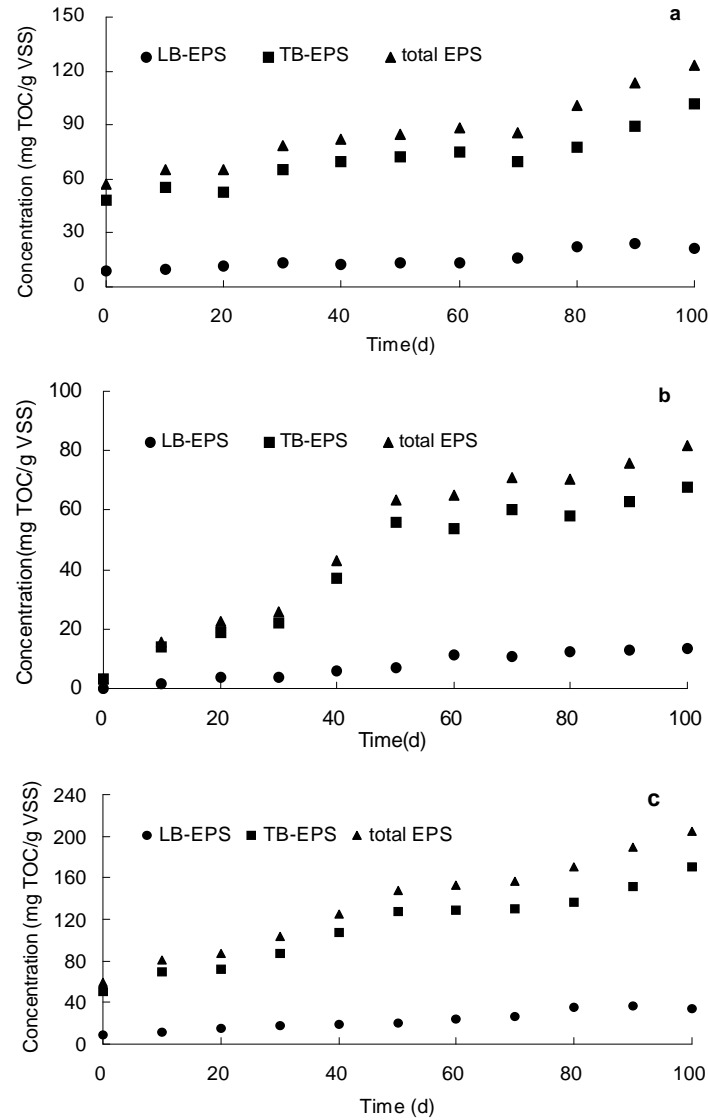 a
150
LB-EPS TB-EPS total EPS
120
90
60
30
0
Concentration (mg TOC/g VSS)
0 20 40 60 80 100
Time(d)
b
100
LB-EPS TB-EPS total EPS
80
60
40
20
0
Concentration(mg TOC/g VSS)
0 20 40 60 80 100
Time(d)
c
240
LB-EPS TB-EPS total EPS
200
160
120
80
40
0
Concentration (mg TOC/g VSS)
0 20 40 60 80 100
Time (d)